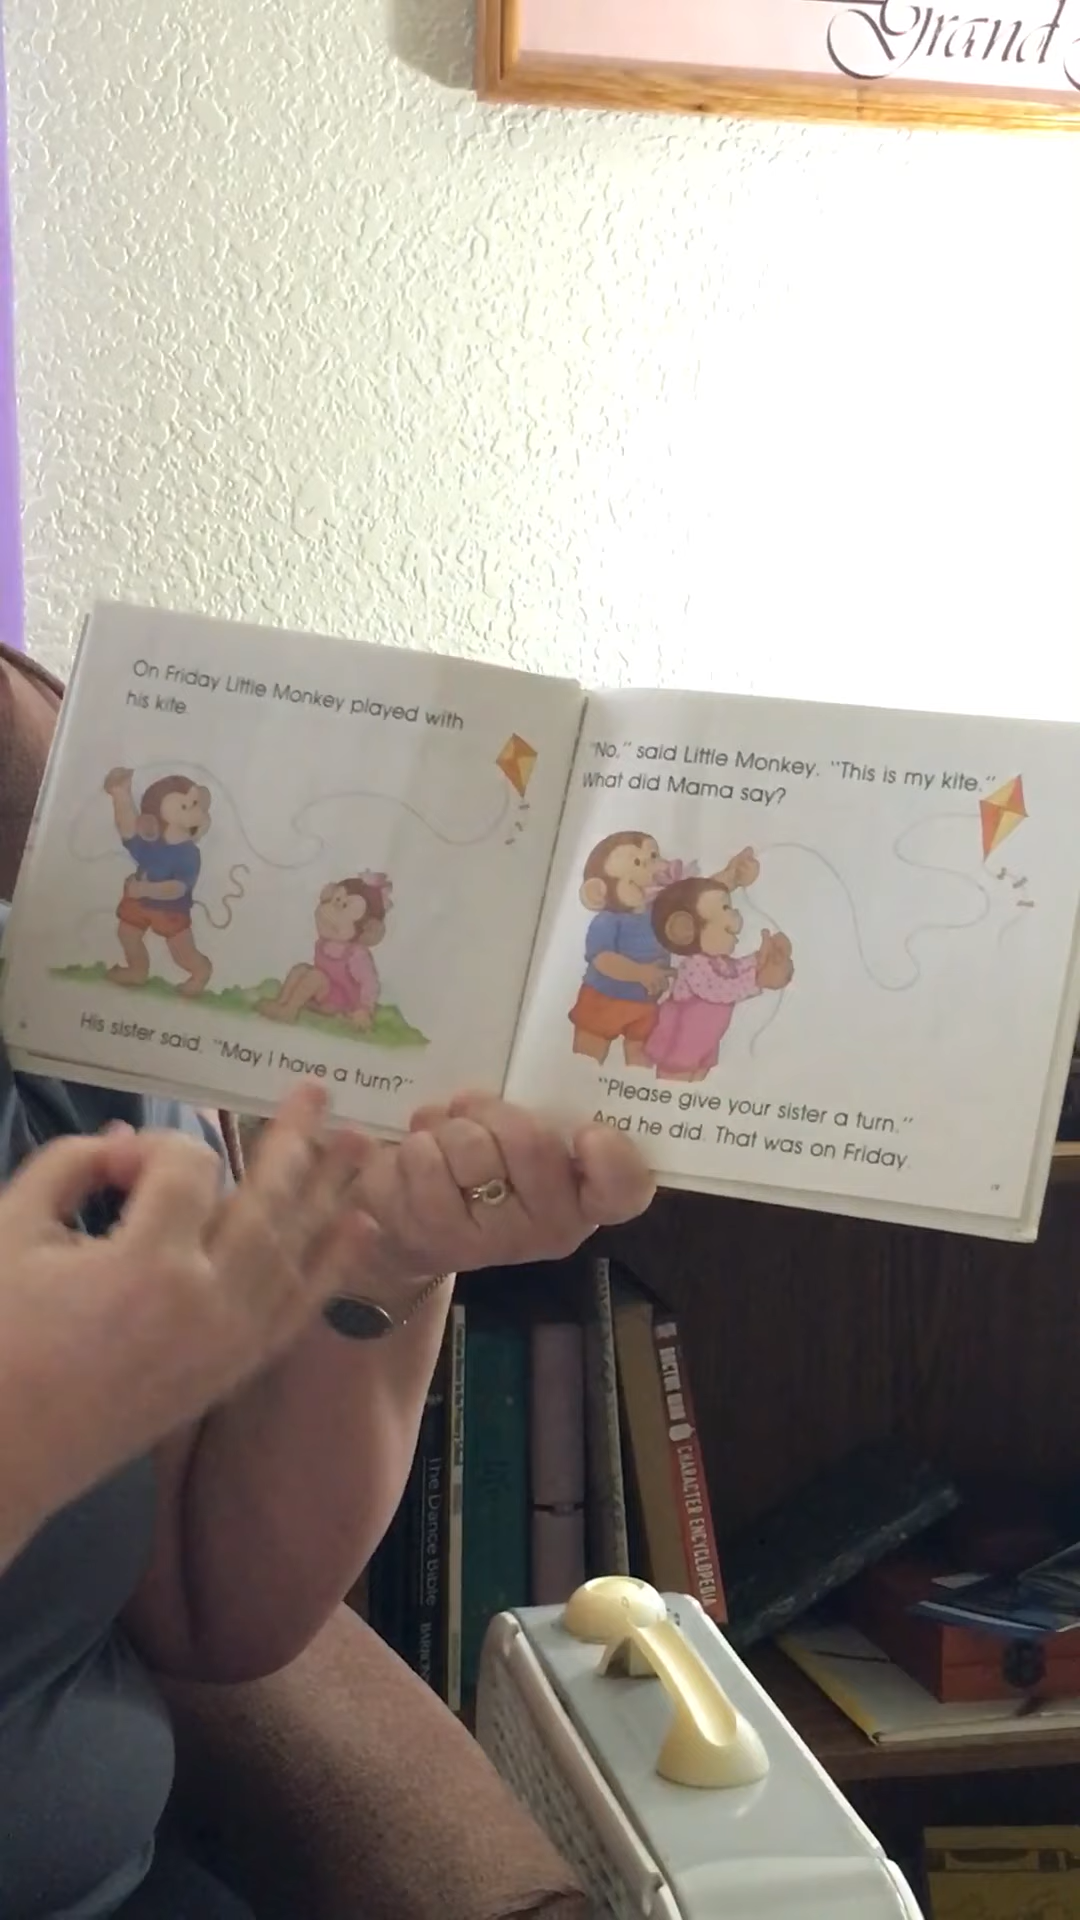 Grand
On Friday Little Monkey played with
his kite.
His sister said, "May I have a turn?"
"No," said Little Monkey. "This is my kite."
What did Mama say?
"Please give your sister a turn."
And he did. That was on Friday.
The Dance Bible
DOCTOR WHO CHARACTER ENCYCLOPEDIA